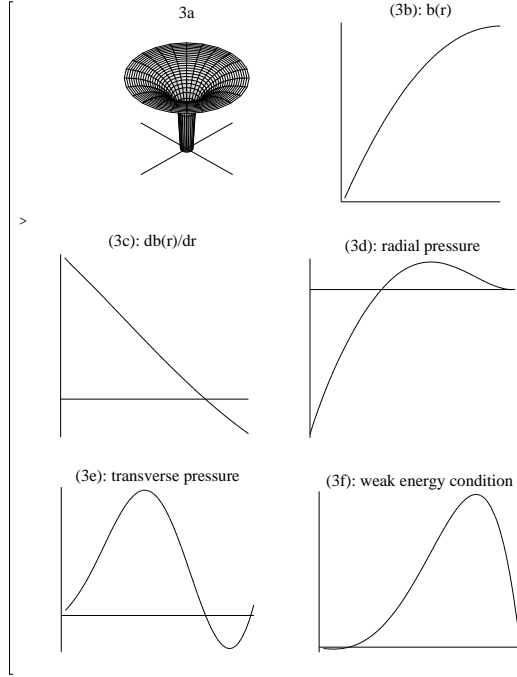 3a
(3b): b(r)
>
(3c): db(r)/dr
(3d): radial pressure
(3e): transverse pressure
(3f): weak energy condition